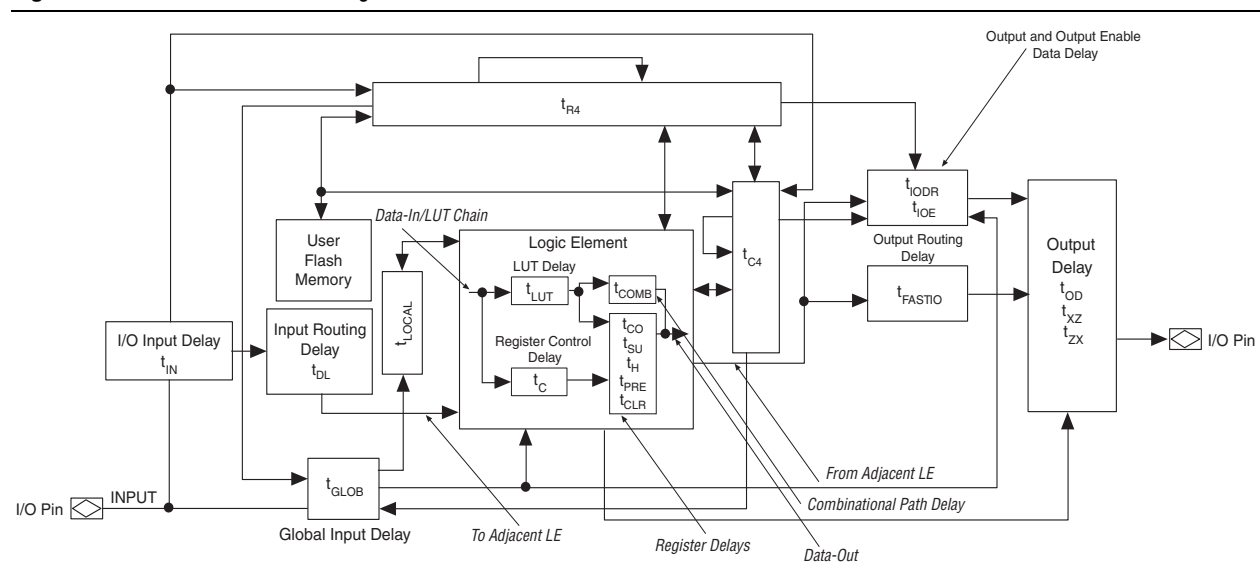 Output and Output Enable
Data Delay
tR4
tIODR
tIOE
Data-In/LUT Chain
User
Flash
Memory
Logic Element
tC4
Output Routing
Delay
Output
Delay
tOD
tXZ
tZX
LUT Delay
tLUT
tCOMB
tFASTIO
tLOCAL
I/O Input Delay
tIN
Input Routing
Delay
tDL
Register Control
Delay
tC
tCO
tSU
tH
tPRE
tCLR
I/O Pin
From Adjacent LE
tGLOB
I/O Pin
INPUT
Combinational Path Delay
Global Input Delay
To Adjacent LE
Register Delays
Data-Out